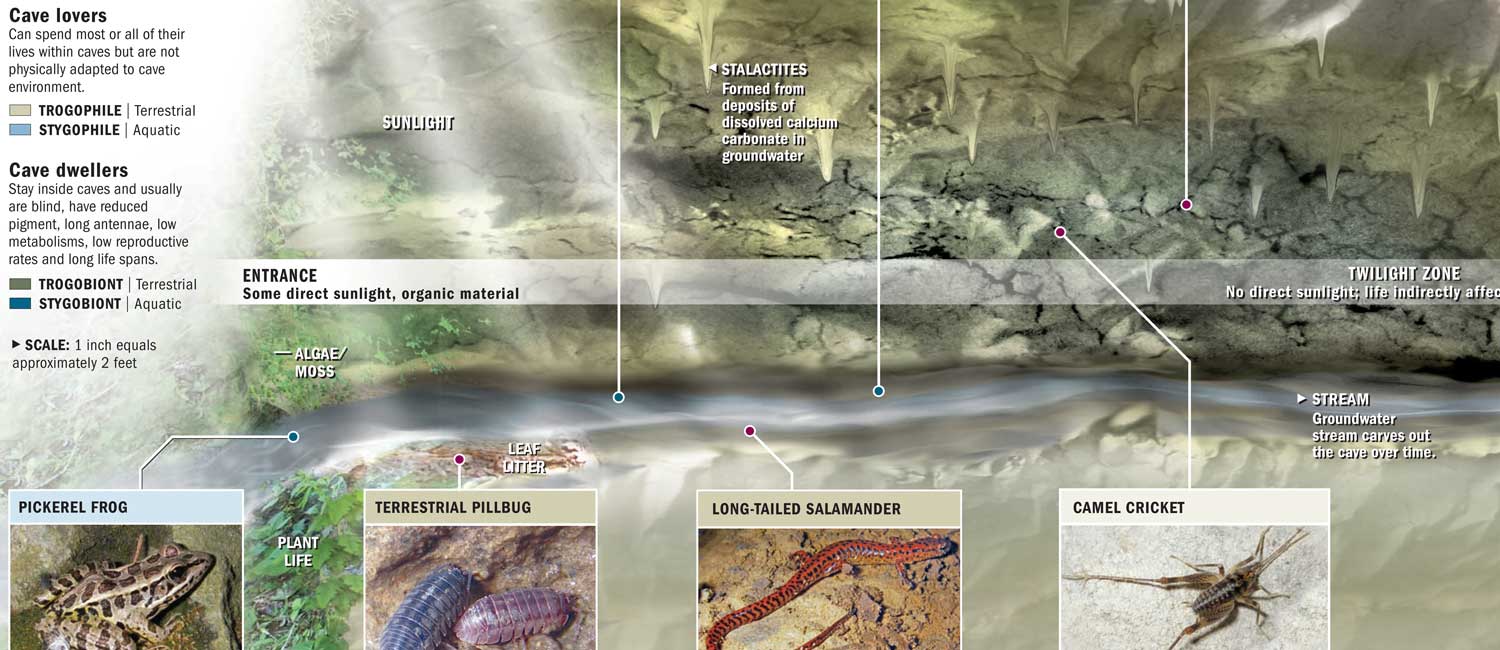 Cave lovers
Can spend most or all of their
lives within caves but are not
physically adapted to cave
environment.
TROGOPHILE | Terrestrial
STYGOPHILE | Aquatic
Cave dwellers
Stay inside caves and usually
are blind, have reduced
pigment, long antennae, low
metabolisms, low reproductive
rates and long life spans.
TROGOBIONT | Terrestrial
STYGOBIONT | Aquatic
SCALE: 1 inch equals
approximately 2 feet
SUNLIGHT
STALACTITES
Formed from
deposits of
dissolved calcium
carbonate in
groundwater
ENTRANCE
Some direct sunlight, organic material
TWILIGHT ZONE
No direct sunlight; life indirectly affec
ALGAE/
MOSS
STREAM
Groundwater
stream carves out
the cave over time.
LEAF
LITTER
PLANT
LIFE
PICKEREL FROG
TERRESTRIAL PILLBUG
LONG-TAILED SALAMANDER
CAMEL CRICKET